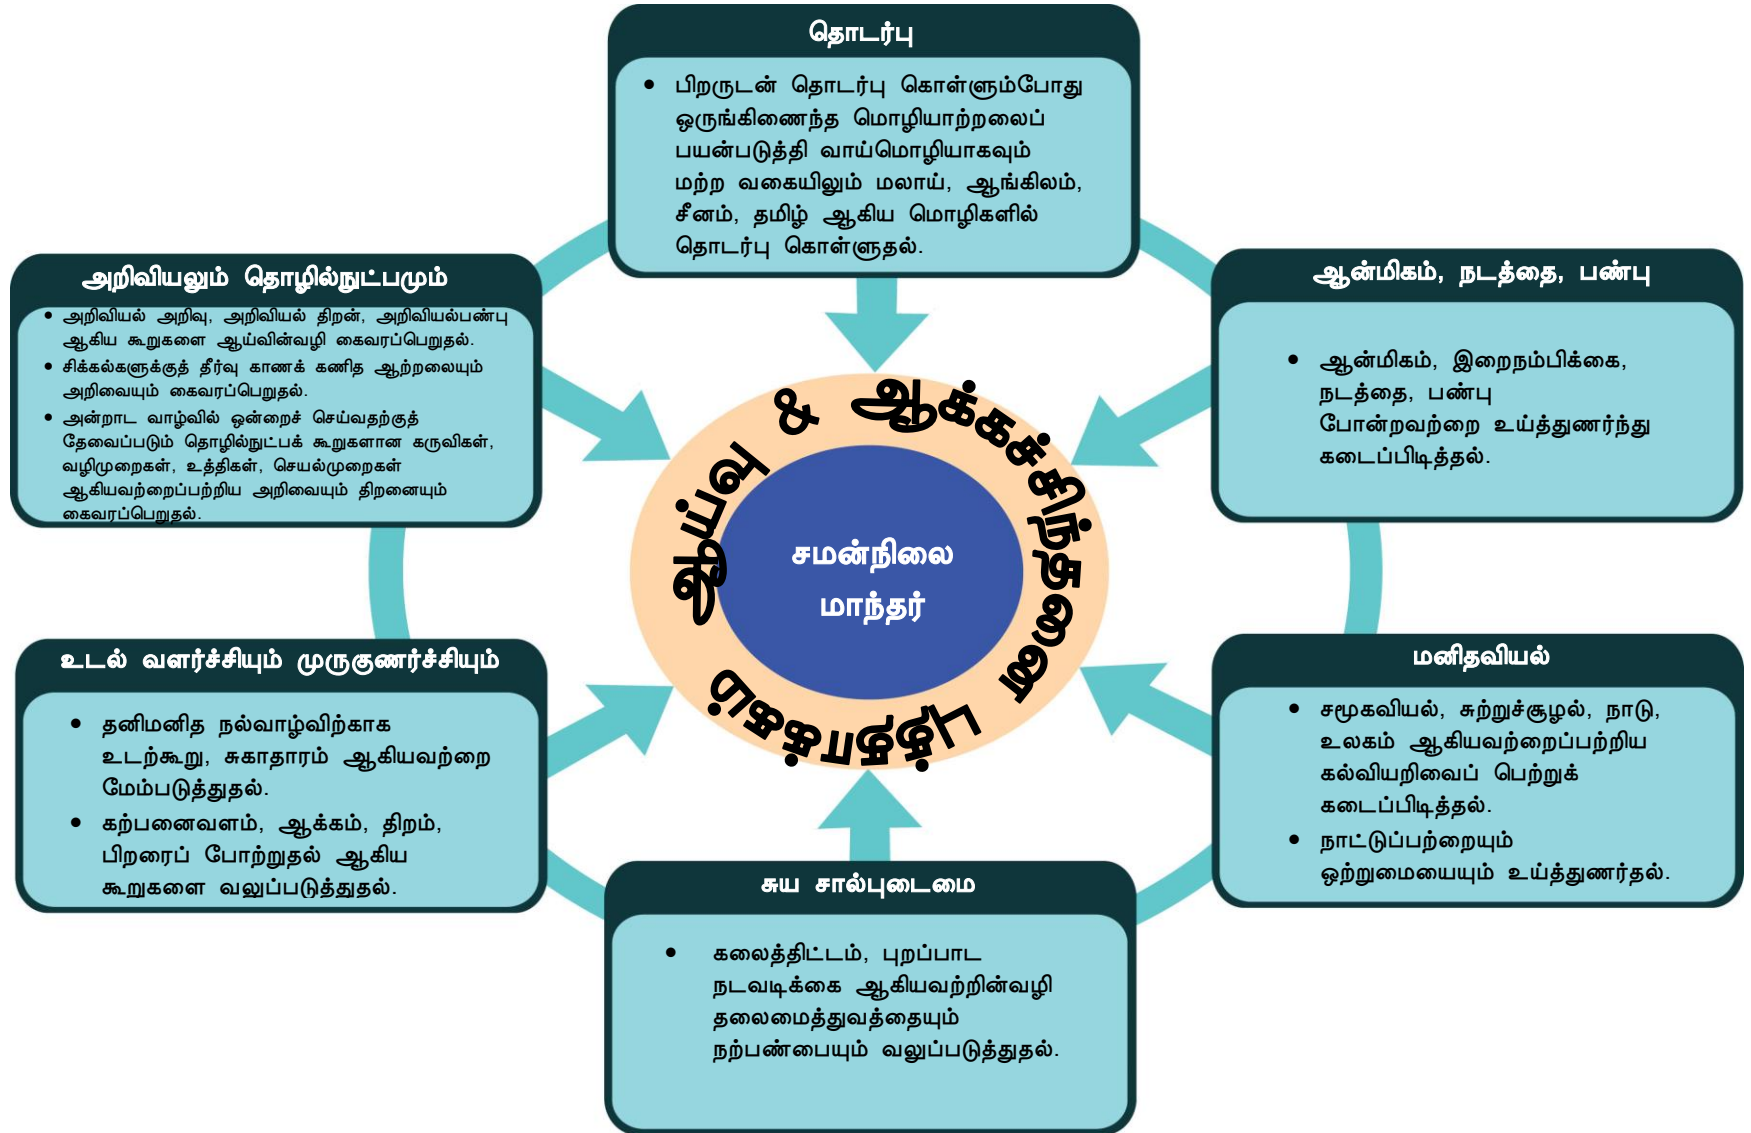 தொடர்பு
• பிறருடன் தொடர்பு கொள்ளும்போது
ஒருங்கிணைந்த மொழியாற்றலைப்
பயன்படுத்தி வாய்மொழியாகவும்
மற்ற வகையிலும் மலாய், ஆங்கிலம்,
சீனம், தமிழ் ஆகிய மொழிகளில்
தொடர்பு கொள்ளுதல்.
அறிவியலும் தொழில்நுட்பமும்
• அறிவியல் அறிவு, அறிவியல் திறன், அறிவியல்பண்பு
ஆகிய கூறுகளை ஆய்வின்வழி கைவரப்பெறுதல்.
• சிக்கல்களுக்குத் தீர்வு காணக் கணித ஆற்றலையும்
அறிவையும் கைவரப்பெறுதல்.
• அன்றாட வாழ்வில் ஒன்றைச் செய்வதற்குத்
தேவைப்படும் தொழில்நுட்பக் கூறுகளான கருவிகள்,
வழிமுறைகள், உத்திகள், செயல்முறைகள்
ஆகியவற்றைப்பற்றிய அறிவையும் திறனையும்
கைவரப்பெறுதல்.
ஆன்மிகம், நடத்தை, பண்பு
• ஆன்மிகம், இறைநம்பிக்கை,
நடத்தை, பண்பு
போன்றவற்றை உய்த்துணர்ந்து
கடைப்பிடித்தல்.
ஆய்வு & ஆக்கச்சிந்தனை புத்தாக்கம்
சமன்நிலை
மாந்தர்
உடல் வளர்ச்சியும் முருகுணர்ச்சியும்
• தனிமனித நல்வாழ்விற்காக
உடற்கூறு, சுகாதாரம் ஆகியவற்றை
மேம்படுத்துதல்.
• கற்பனைவளம், ஆக்கம், திறம்,
பிறரைப் போற்றுதல் ஆகிய
கூறுகளை வலுப்படுத்துதல்.
மனிதவியல்
• சமூகவியல், சுற்றுச்சூழல், நாடு,
உலகம் ஆகியவற்றைப்பற்றிய
கல்வியறிவைப் பெற்றுக்
கடைப்பிடித்தல்.
• நாட்டுப்பற்றையும்
ஒற்றுமையையும் உய்த்துணர்தல்.
சுய சால்புடைமை
• கலைத்திட்டம், புறப்பாட
நடவடிக்கை ஆகியவற்றின்வழி
தலைமைத்துவத்தையும்
நற்பண்பையும் வலுப்படுத்துதல்.